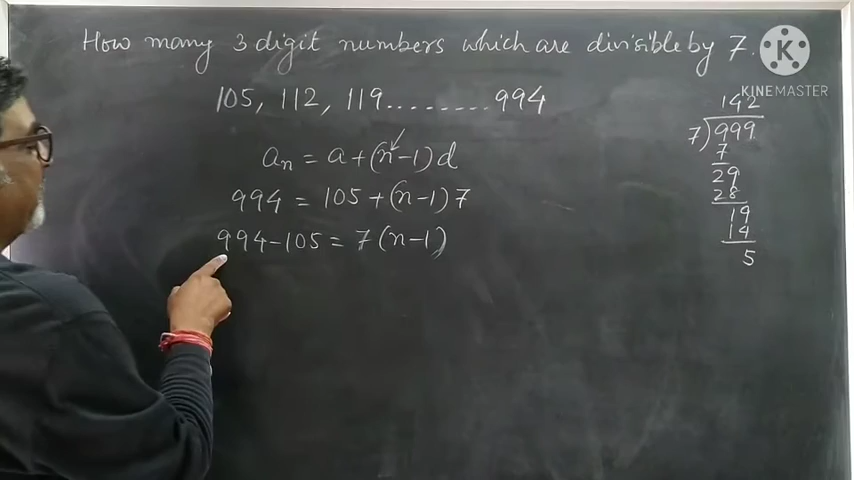 How many 3 digit numbers which are divisible by 7.
KINEMASTER
105, 112, 119.........994
aₙ = a + (n-1) d
994 = 105 + (n-1) 7
994-105 = 7 (n-1)
142
7)999
7
29
28
19
14
5